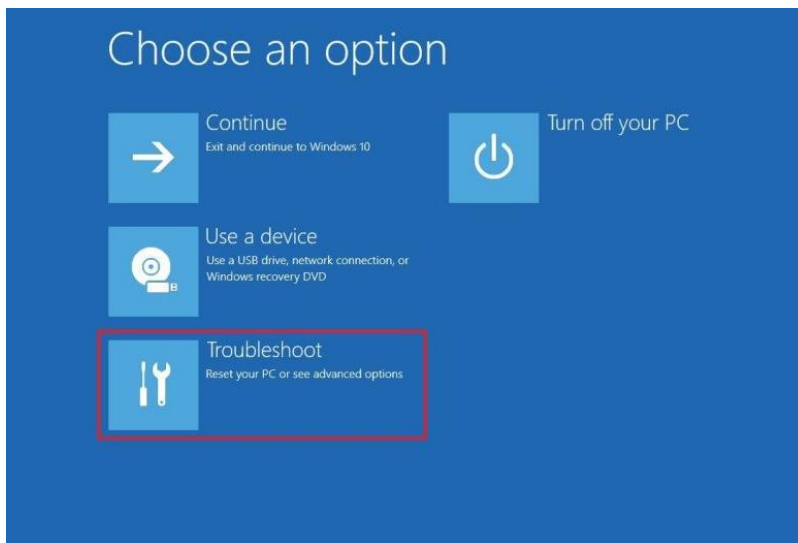 Choose an option
Continue
Exit and continue to Windows 10
Turn off your PC
Use a device
Use a USB drive, network connection, or
Windows recovery DVD
Troubleshoot
Reset your PC or see advanced options